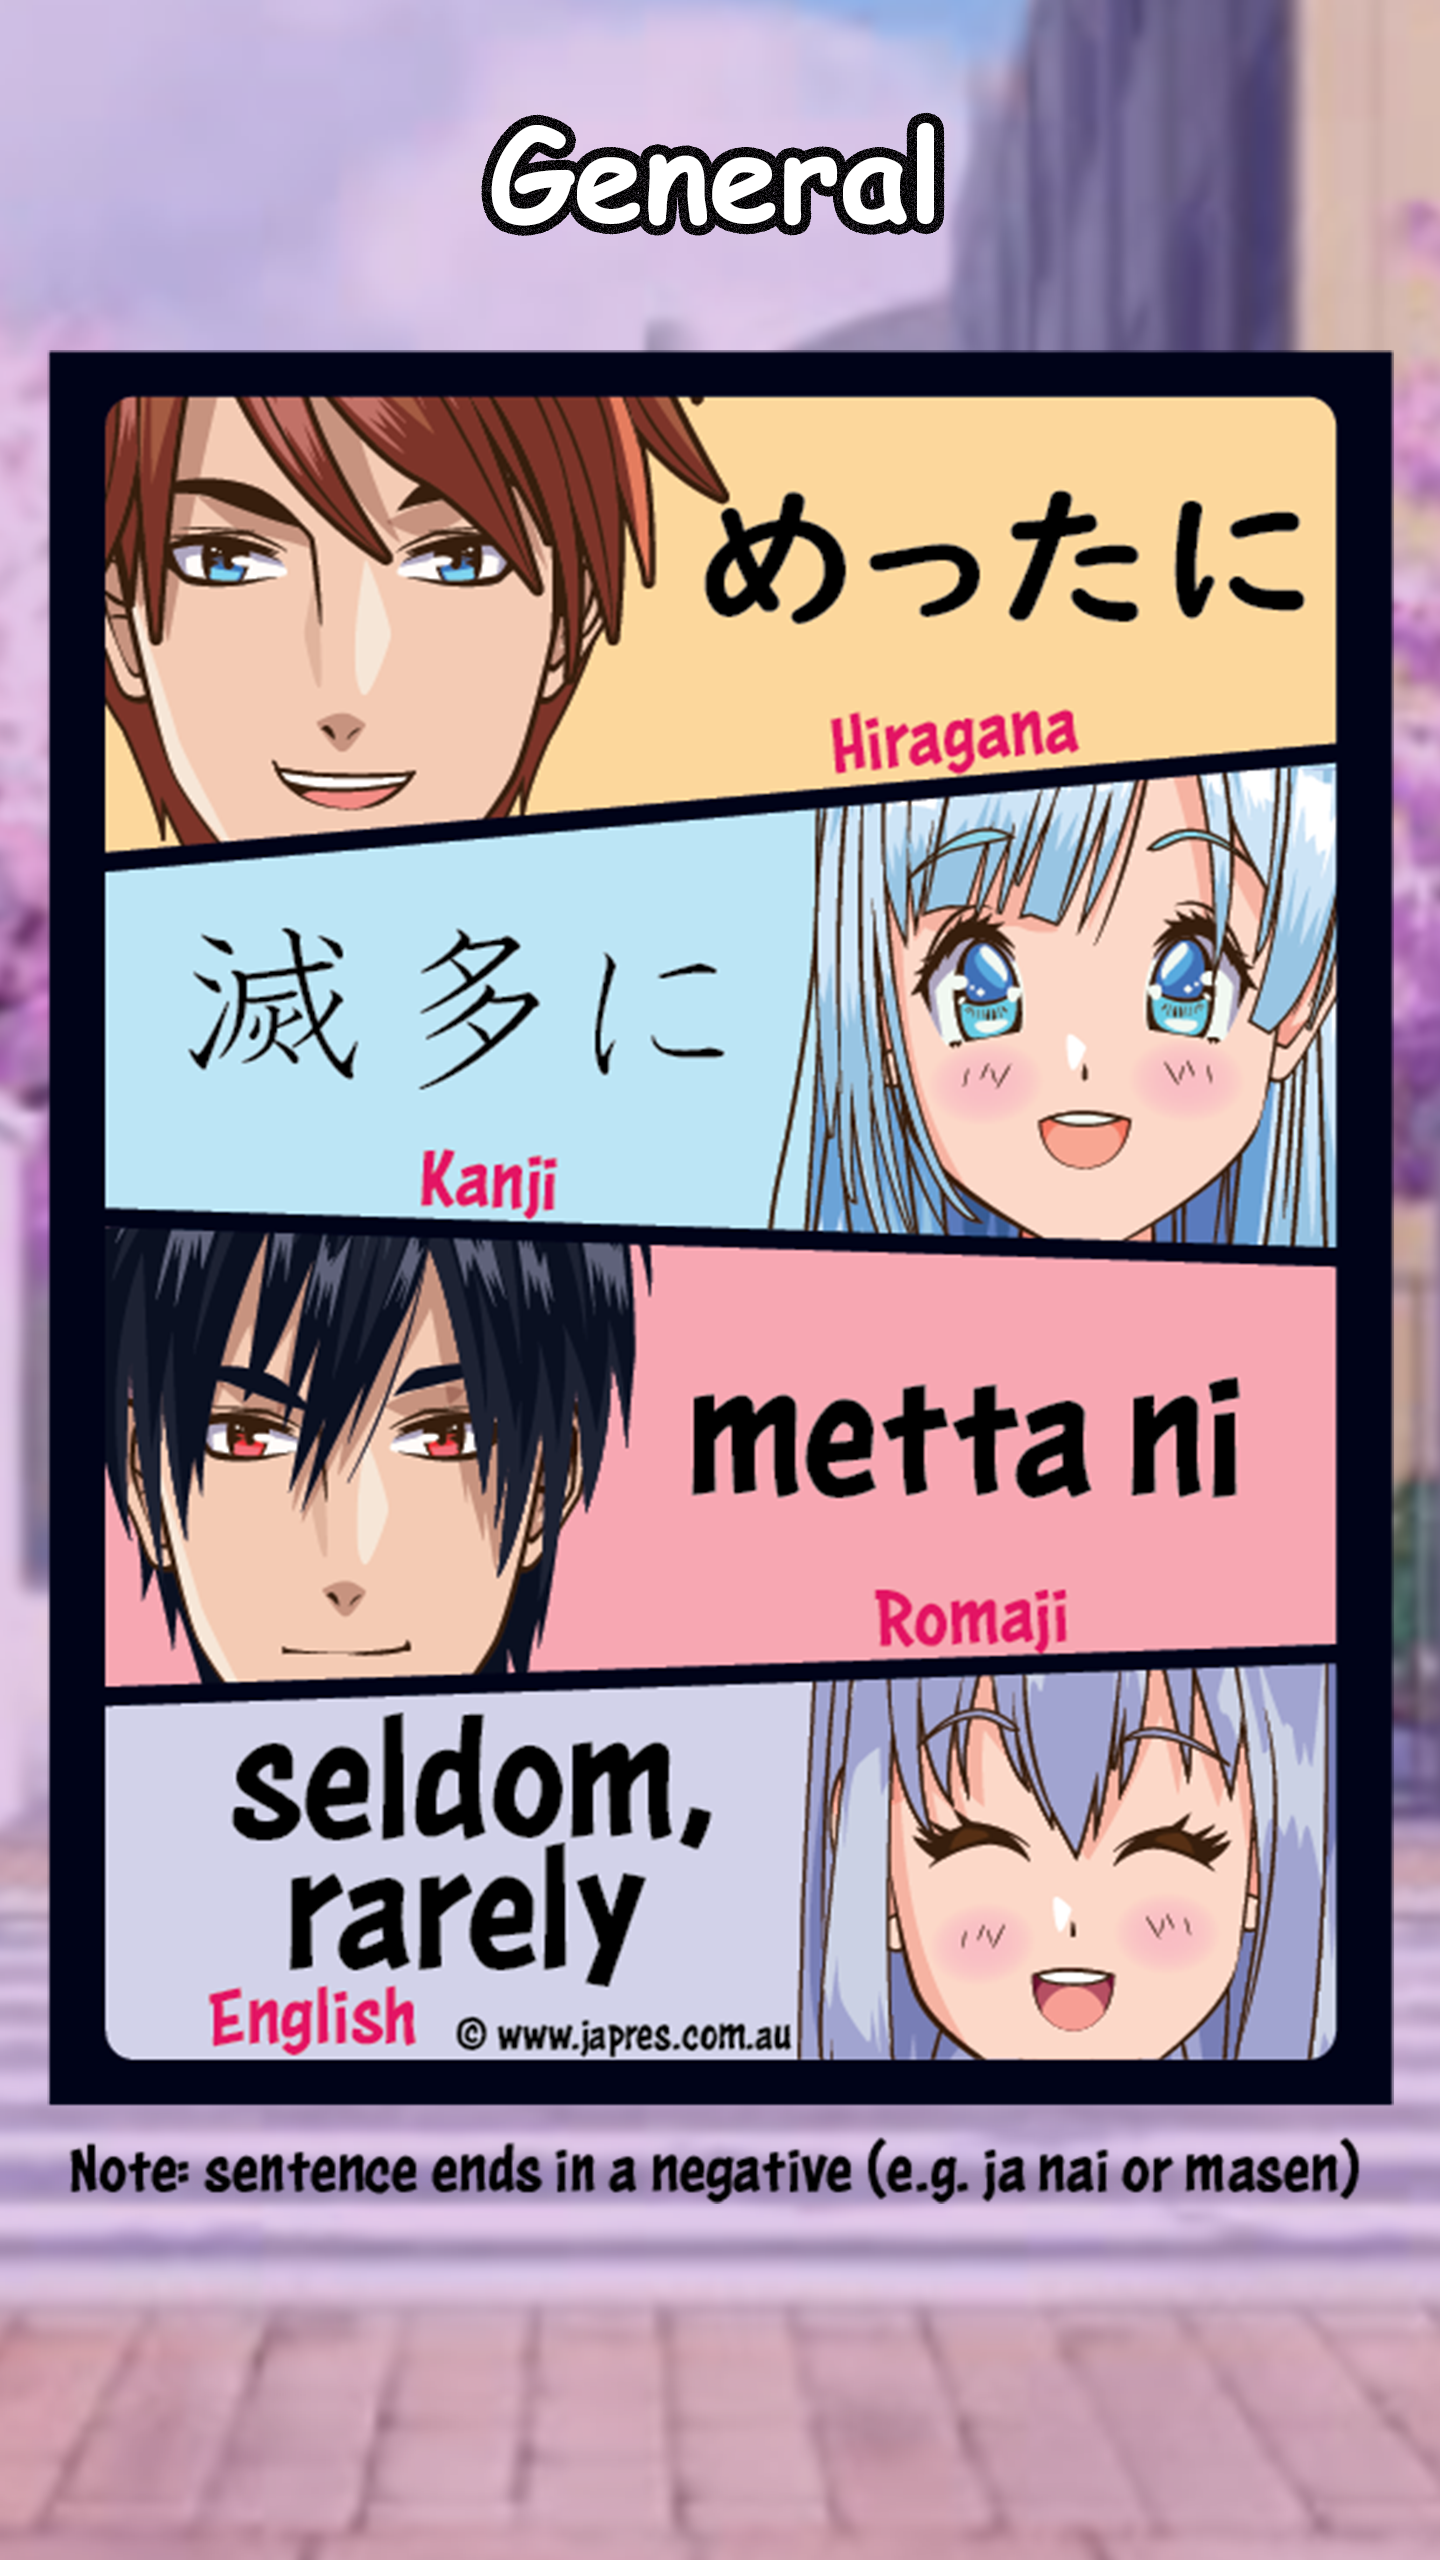 General
めったに
Hiragana
滅多に
Kanji
metta ni
Romaji
seldom,
rarely
English © www.japres.com.au
Note: sentence ends in a negative (e.g. ja nai or masen)